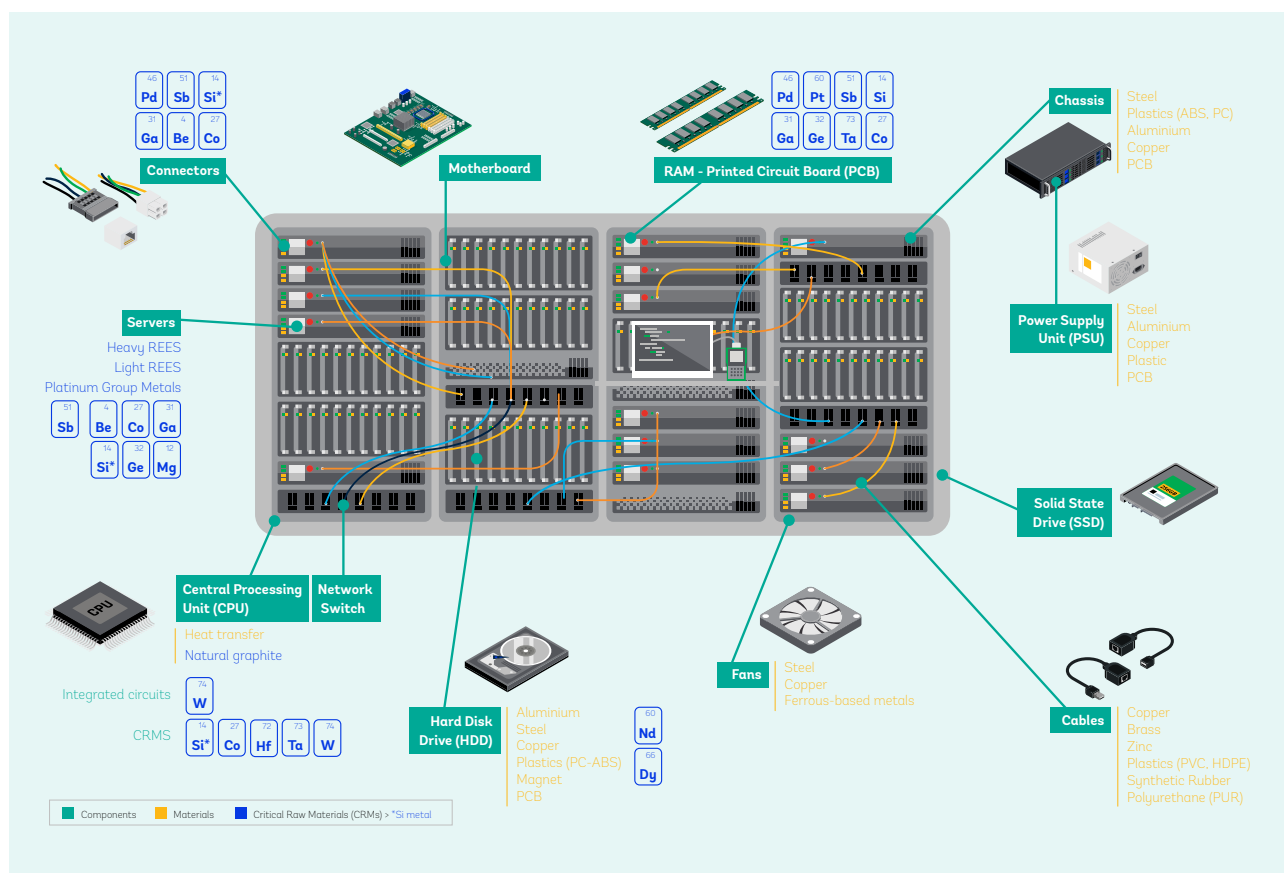 46 51 14
Pd Sb Si*
31 4 27
Ga Be Co
Connectors
Motherboard
46 60 51 14
Pd Pt Sb Si
31 32 73 27
Ga Ge Ta Co
RAM - Printed Circuit Board (PCB)
Chassis
Steel
Plastics (ABS, PC)
Aluminium
Copper
PCB
Servers
Heavy REES
Light REES
Platinum Group Metals
51 4 27 31
Sb Be Co Ga
14 32 12
Si* Ge Mg
Power Supply
Unit (PSU)
Steel
Aluminium
Copper
Plastic
PCB
Solid State
Drive (SSD)
256GB
CPU
Central Processing
Unit (CPU)
Heat transfer
Natural graphite
Network
Switch
Integrated circuits
74
W
CRMS
14 27 72 73 74
Si* Co Hf Ta W
Hard Disk
Drive (HDD)
Aluminium
Steel
Copper
Plastics (PC-ABS)
Magnet
PCB
60
Nd
66
Dy
Fans
Steel
Copper
Ferrous-based metals
Cables
Copper
Brass
Zinc
Plastics (PVC, HDPE)
Synthetic Rubber
Polyurethane (PUR)
Components Materials Critical Raw Materials (CRMs) > *Si metal